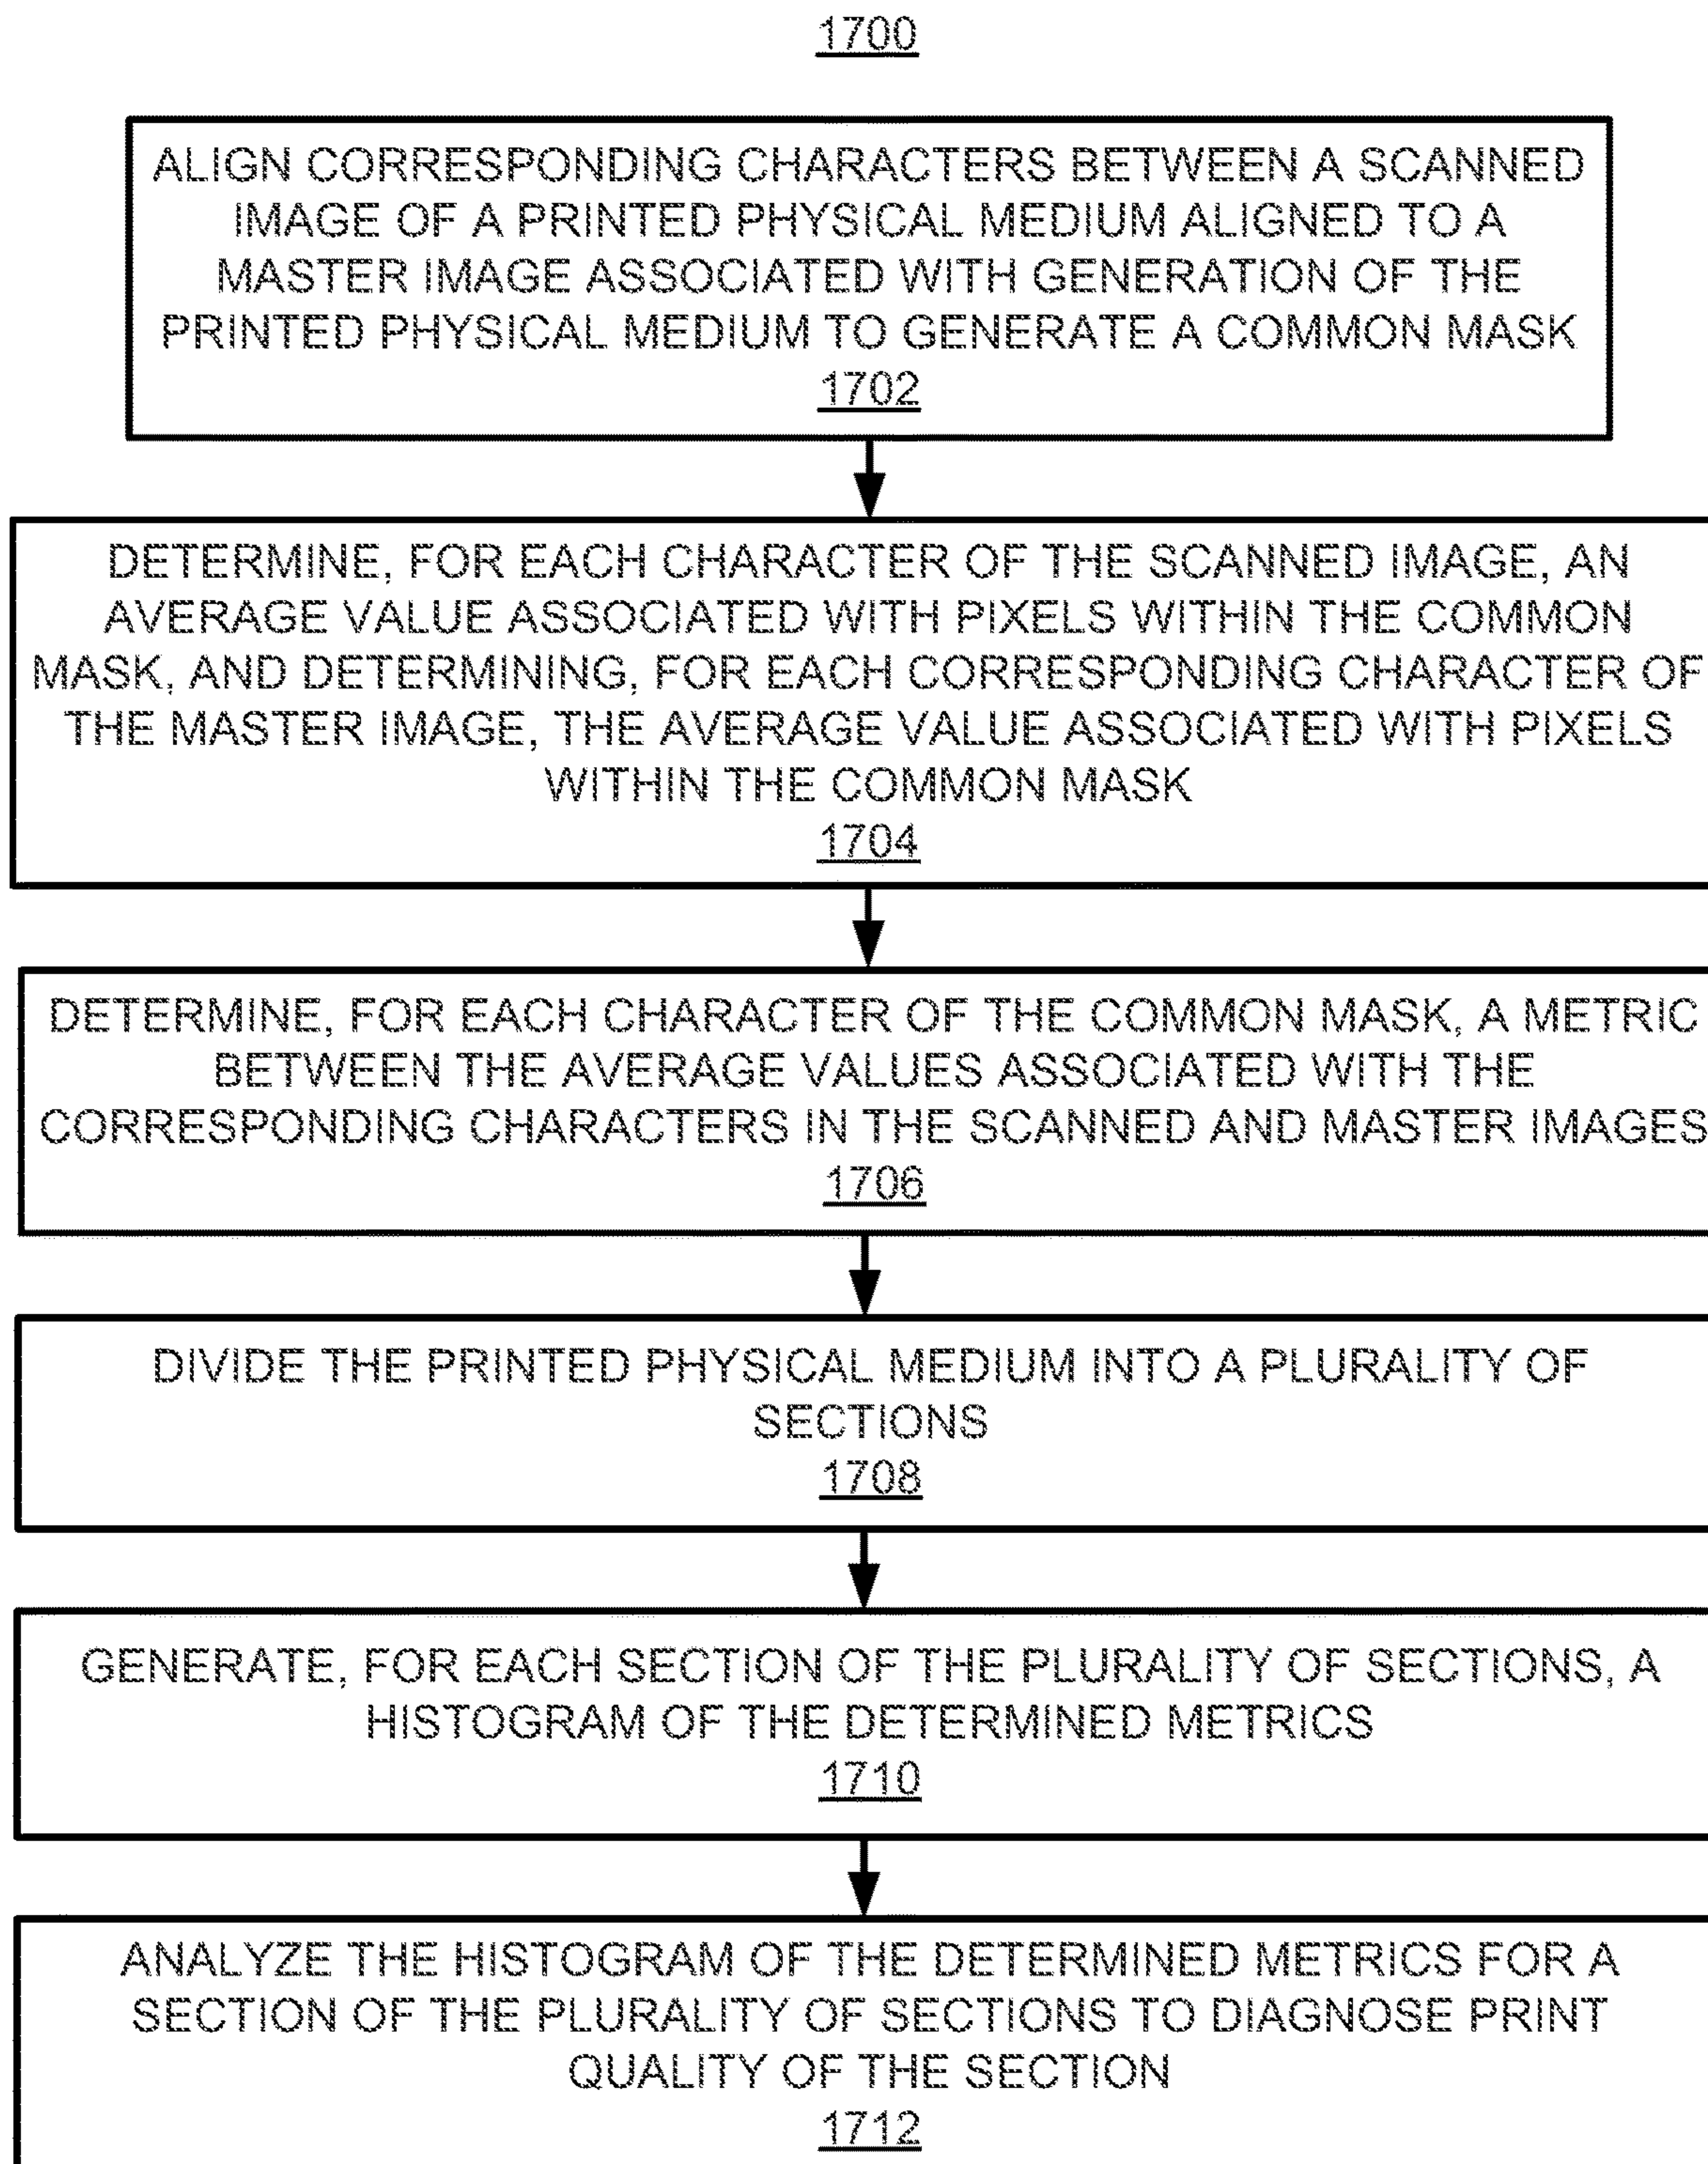 1700
ALIGN CORRESPONDING CHARACTERS BETWEEN A SCANNED
IMAGE OF A PRINTED PHYSICAL MEDIUM ALIGNED TO A
MASTER IMAGE ASSOCIATED WITH GENERATION OF THE
PRINTED PHYSICAL MEDIUM TO GENERATE A COMMON MASK
1702
DETERMINE, FOR EACH CHARACTER OF THE SCANNED IMAGE, AN
AVERAGE VALUE ASSOCIATED WITH PIXELS WITHIN THE COMMON
MASK, AND DETERMINING, FOR EACH CORRESPONDING CHARACTER OF
THE MASTER IMAGE, THE AVERAGE VALUE ASSOCIATED WITH PIXELS
WITHIN THE COMMON MASK
1704
DETERMINE, FOR EACH CHARACTER OF THE COMMON MASK, A METRIC
BETWEEN THE AVERAGE VALUES ASSOCIATED WITH THE
CORRESPONDING CHARACTERS IN THE SCANNED AND MASTER IMAGES
1706
DIVIDE THE PRINTED PHYSICAL MEDIUM INTO A PLURALITY OF
SECTIONS
1708
GENERATE, FOR EACH SECTION OF THE PLURALITY OF SECTIONS, A
HISTOGRAM OF THE DETERMINED METRICS
1710
ANALYZE THE HISTOGRAM OF THE DETERMINED METRICS FOR A
SECTION OF THE PLURALITY OF SECTIONS TO DIAGNOSE PRINT
QUALITY OF THE SECTION
1712